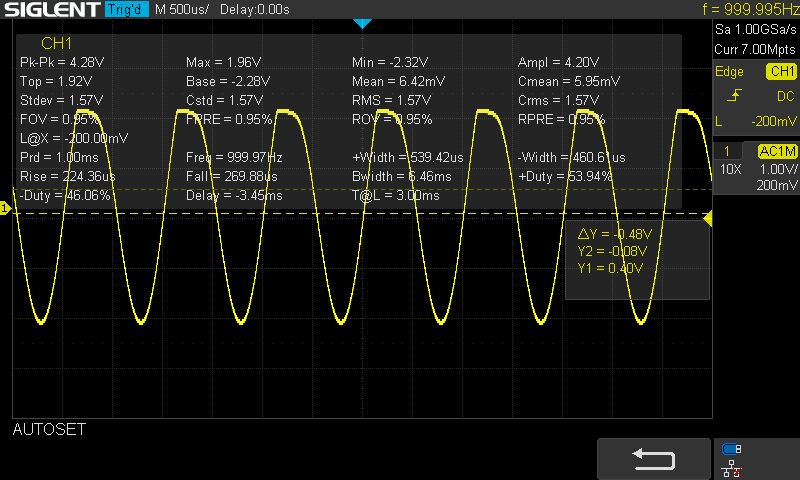 SIGLENT Trig'd M 500us/ Delay:0.00s f = 999.995Hz
Sa 1.00GSa/s
Curr 7.00Mpts
CH1
Pk-Pk = 4.28V Max = 1.96V Min = -2.32V Ampl = 4.20V
Top = 1.92V Base = -2.28V Mean = 6.42mV Cmean = 5.95mV
Stdev = 1.57V Cstd = 1.57V RMS = 1.57V Crms = 1.57V
FOV = 0.95% FPRE = 0.95% ROV = 0.95% RPRE = 0.95%
L@X = -200.00mV
Prd = 1.00ms Freq = 999.97Hz +Width = 539.42us -Width = 460.61us
Rise = 224.36us Fall = 269.88us Bwidth = 6.46ms +Duty = 53.94%
-Duty = 46.06% Delay = -3.45ms T@L = 3.00ms
Edge CH1
DC
L -200mV
1 AC1M
10X 1.00V/
200mV
1
ΔY = -0.48V
Y2 = -0.08V
Y1 = 0.40V
AUTOSET